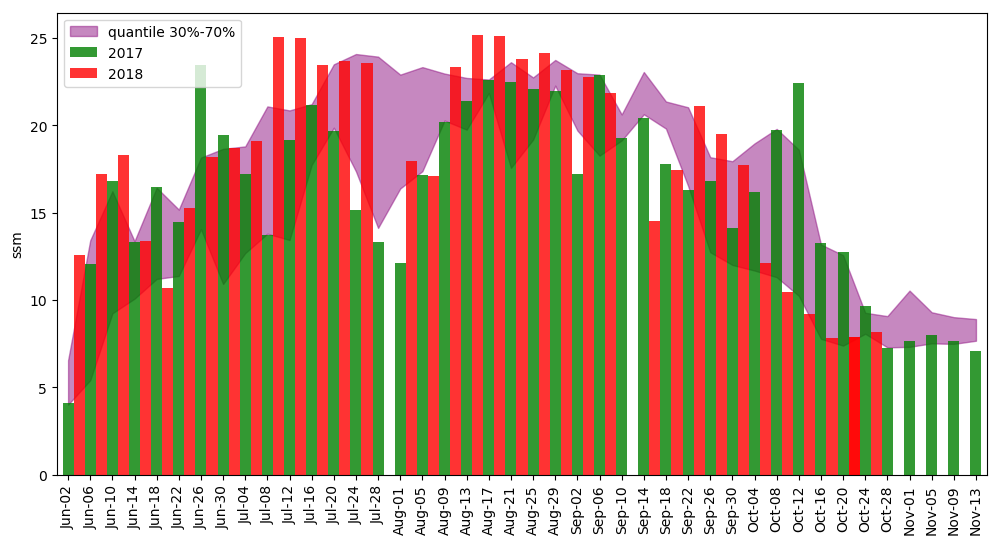 quantile 30%-70%
2017
2018
ssm
25
20
15
10
5
0
Jun-02
Jun-06
Jun-10
Jun-14
Jun-18
Jun-22
Jun-26
Jun-30
Jul-04
Jul-08
Jul-12
Jul-16
Jul-20
Jul-24
Jul-28
Aug-01
Aug-05
Aug-09
Aug-13
Aug-17
Aug-21
Aug-25
Aug-29
Sep-02
Sep-06
Sep-10
Sep-14
Sep-18
Sep-22
Sep-26
Sep-30
Oct-04
Oct-08
Oct-12
Oct-16
Oct-20
Oct-24
Oct-28
Nov-01
Nov-05
Nov-09
Nov-13